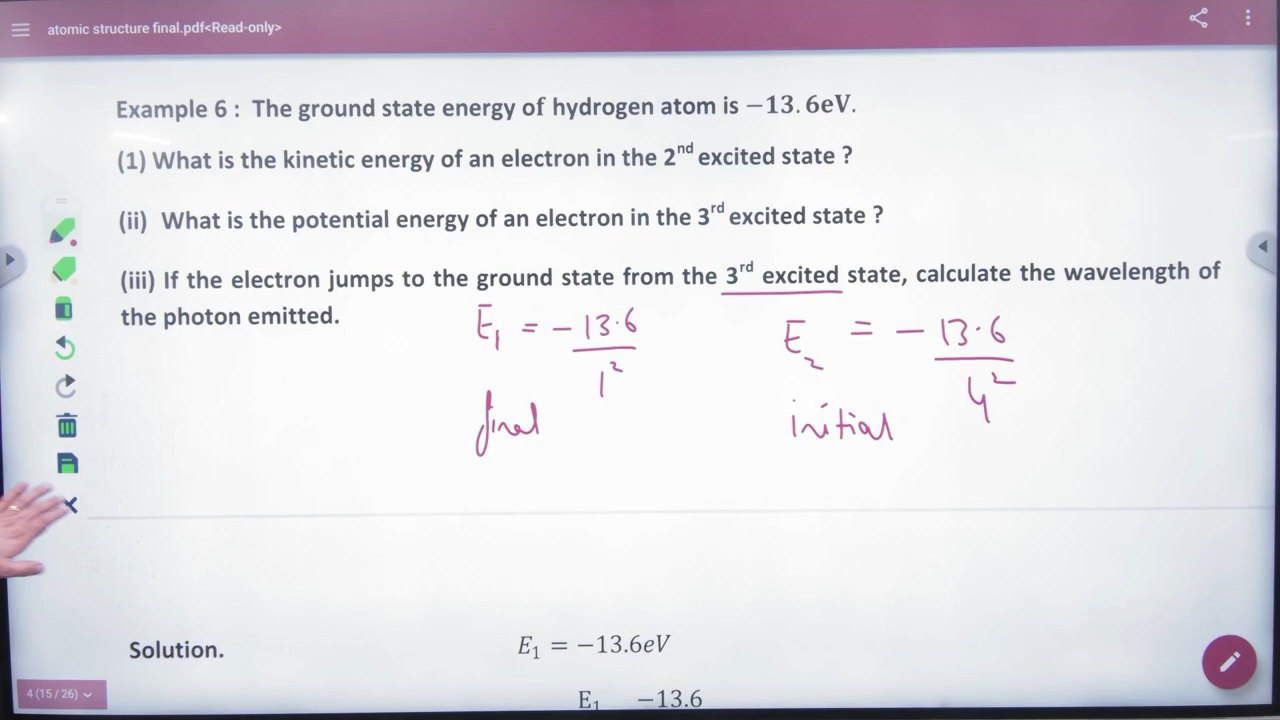 atomic structure final.pdf<Read-only>
Example 6 : The ground state energy of hydrogen atom is −13.6eV.
(1) What is the kinetic energy of an electron in the 2nd excited state ?
(ii) What is the potential energy of an electron in the 3rd excited state ?
(iii) If the electron jumps to the ground state from the 3rd excited state, calculate the wavelength of
the photon emitted.
E₁ = −13.6/1² E₂ = −13.6/4²
final initial
Solution. E₁ = −13.6eV
E₁ −13.6
4 (15 / 26)